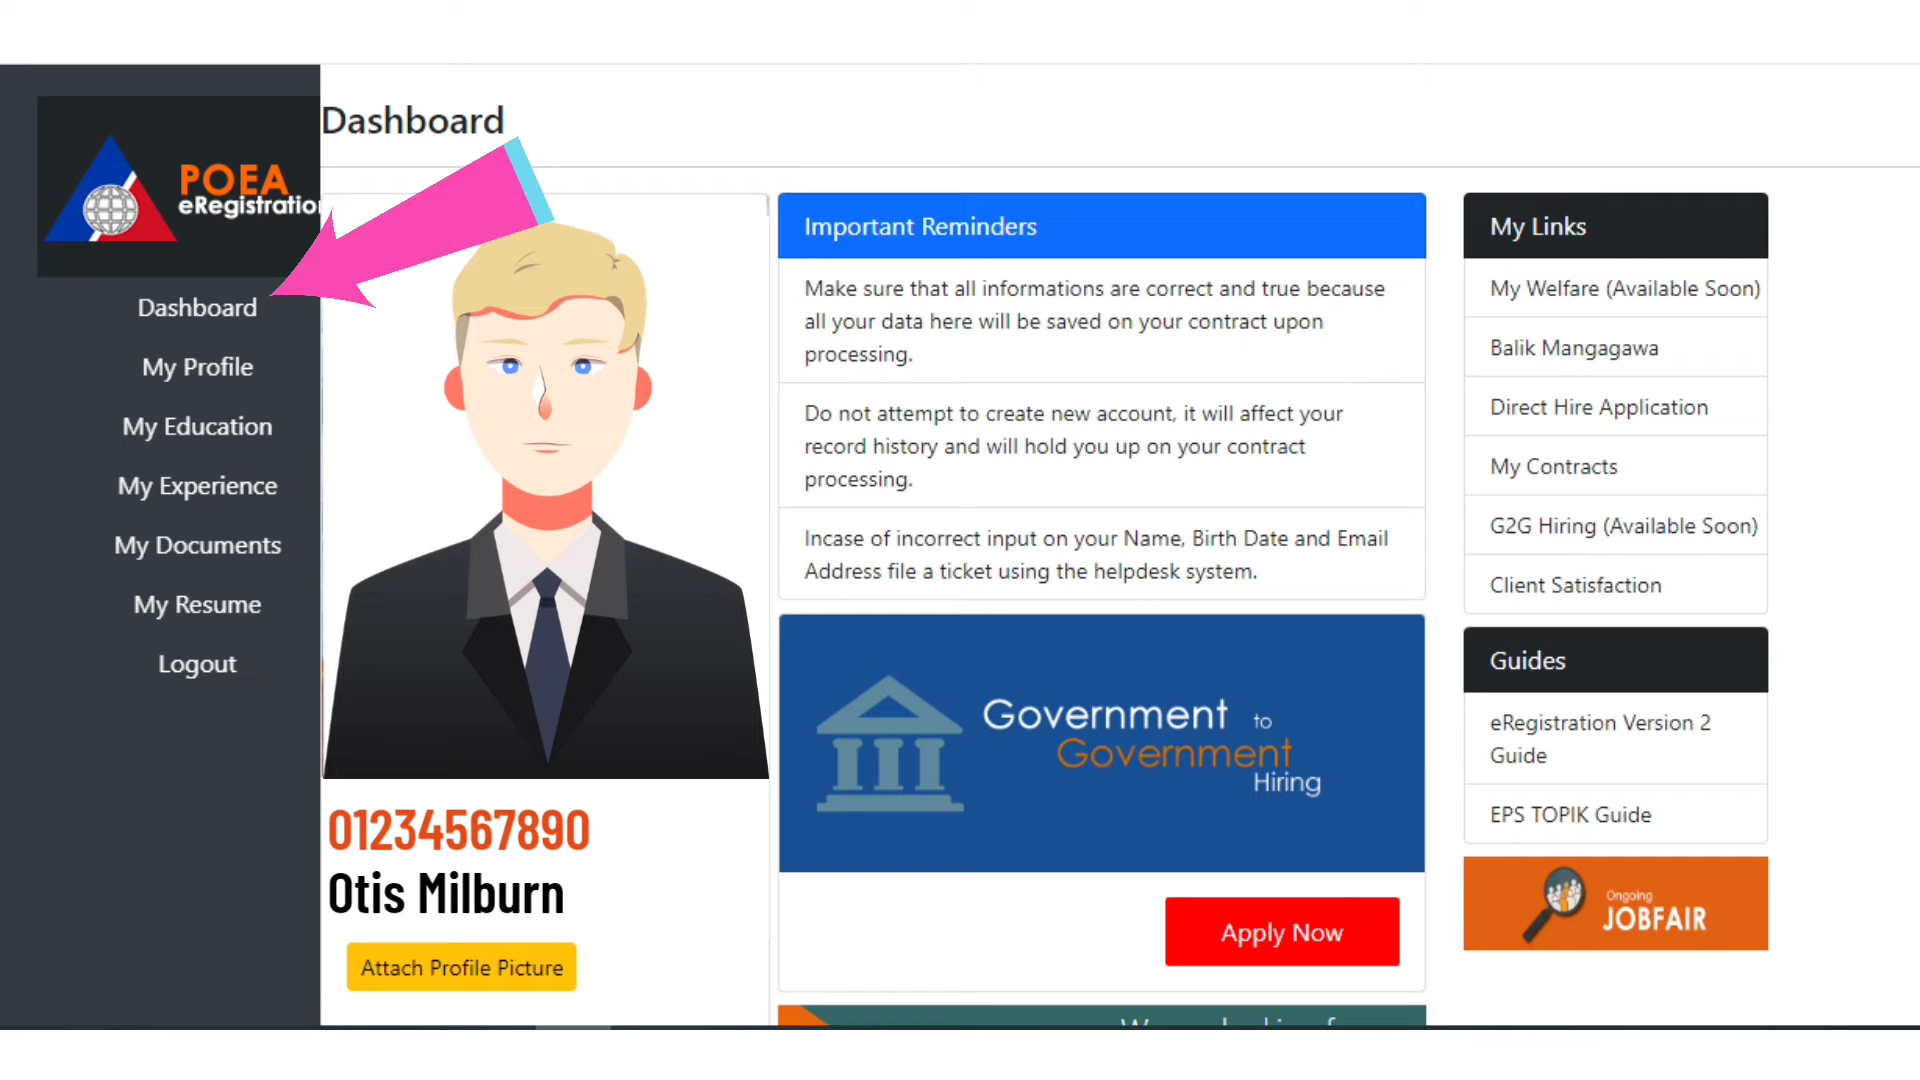 Dashboard
POEA
eRegistration
Dashboard
My Profile
My Education
My Experience
My Documents
My Resume
Logout
01234567890
Otis Milburn
Attach Profile Picture
Important Reminders
Make sure that all informations are correct and true because
all your data here will be saved on your contract upon
processing.
Do not attempt to create new account, it will affect your
record history and will hold you up on your contract
processing.
Incase of incorrect input on your Name, Birth Date and Email
Address file a ticket using the helpdesk system.
Government to
Government
Hiring
Apply Now
My Links
My Welfare (Available Soon)
Balik Mangagawa
Direct Hire Application
My Contracts
G2G Hiring (Available Soon)
Client Satisfaction
Guides
eRegistration Version 2
Guide
EPS TOPIK Guide
Ongoing
JOBFAIR